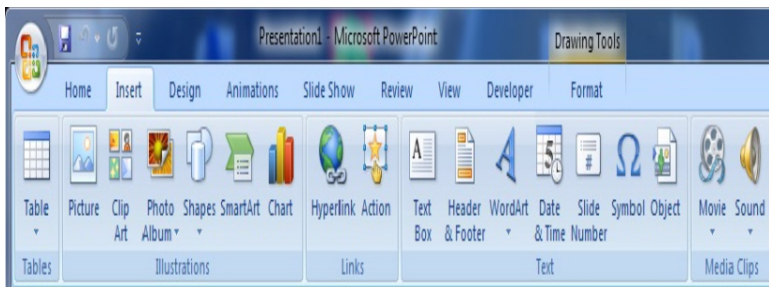 Presentation1 - Microsoft PowerPoint Drawing Tools
Home Insert Design Animations Slide Show Review View Developer Format
Table Picture Clip Art Photo Album Shapes SmartArt Chart Hyperlink Action Text Box Header & Footer WordArt Date & Time Slide Number Symbol Object Movie Sound
Tables Illustrations Links Text Media Clips